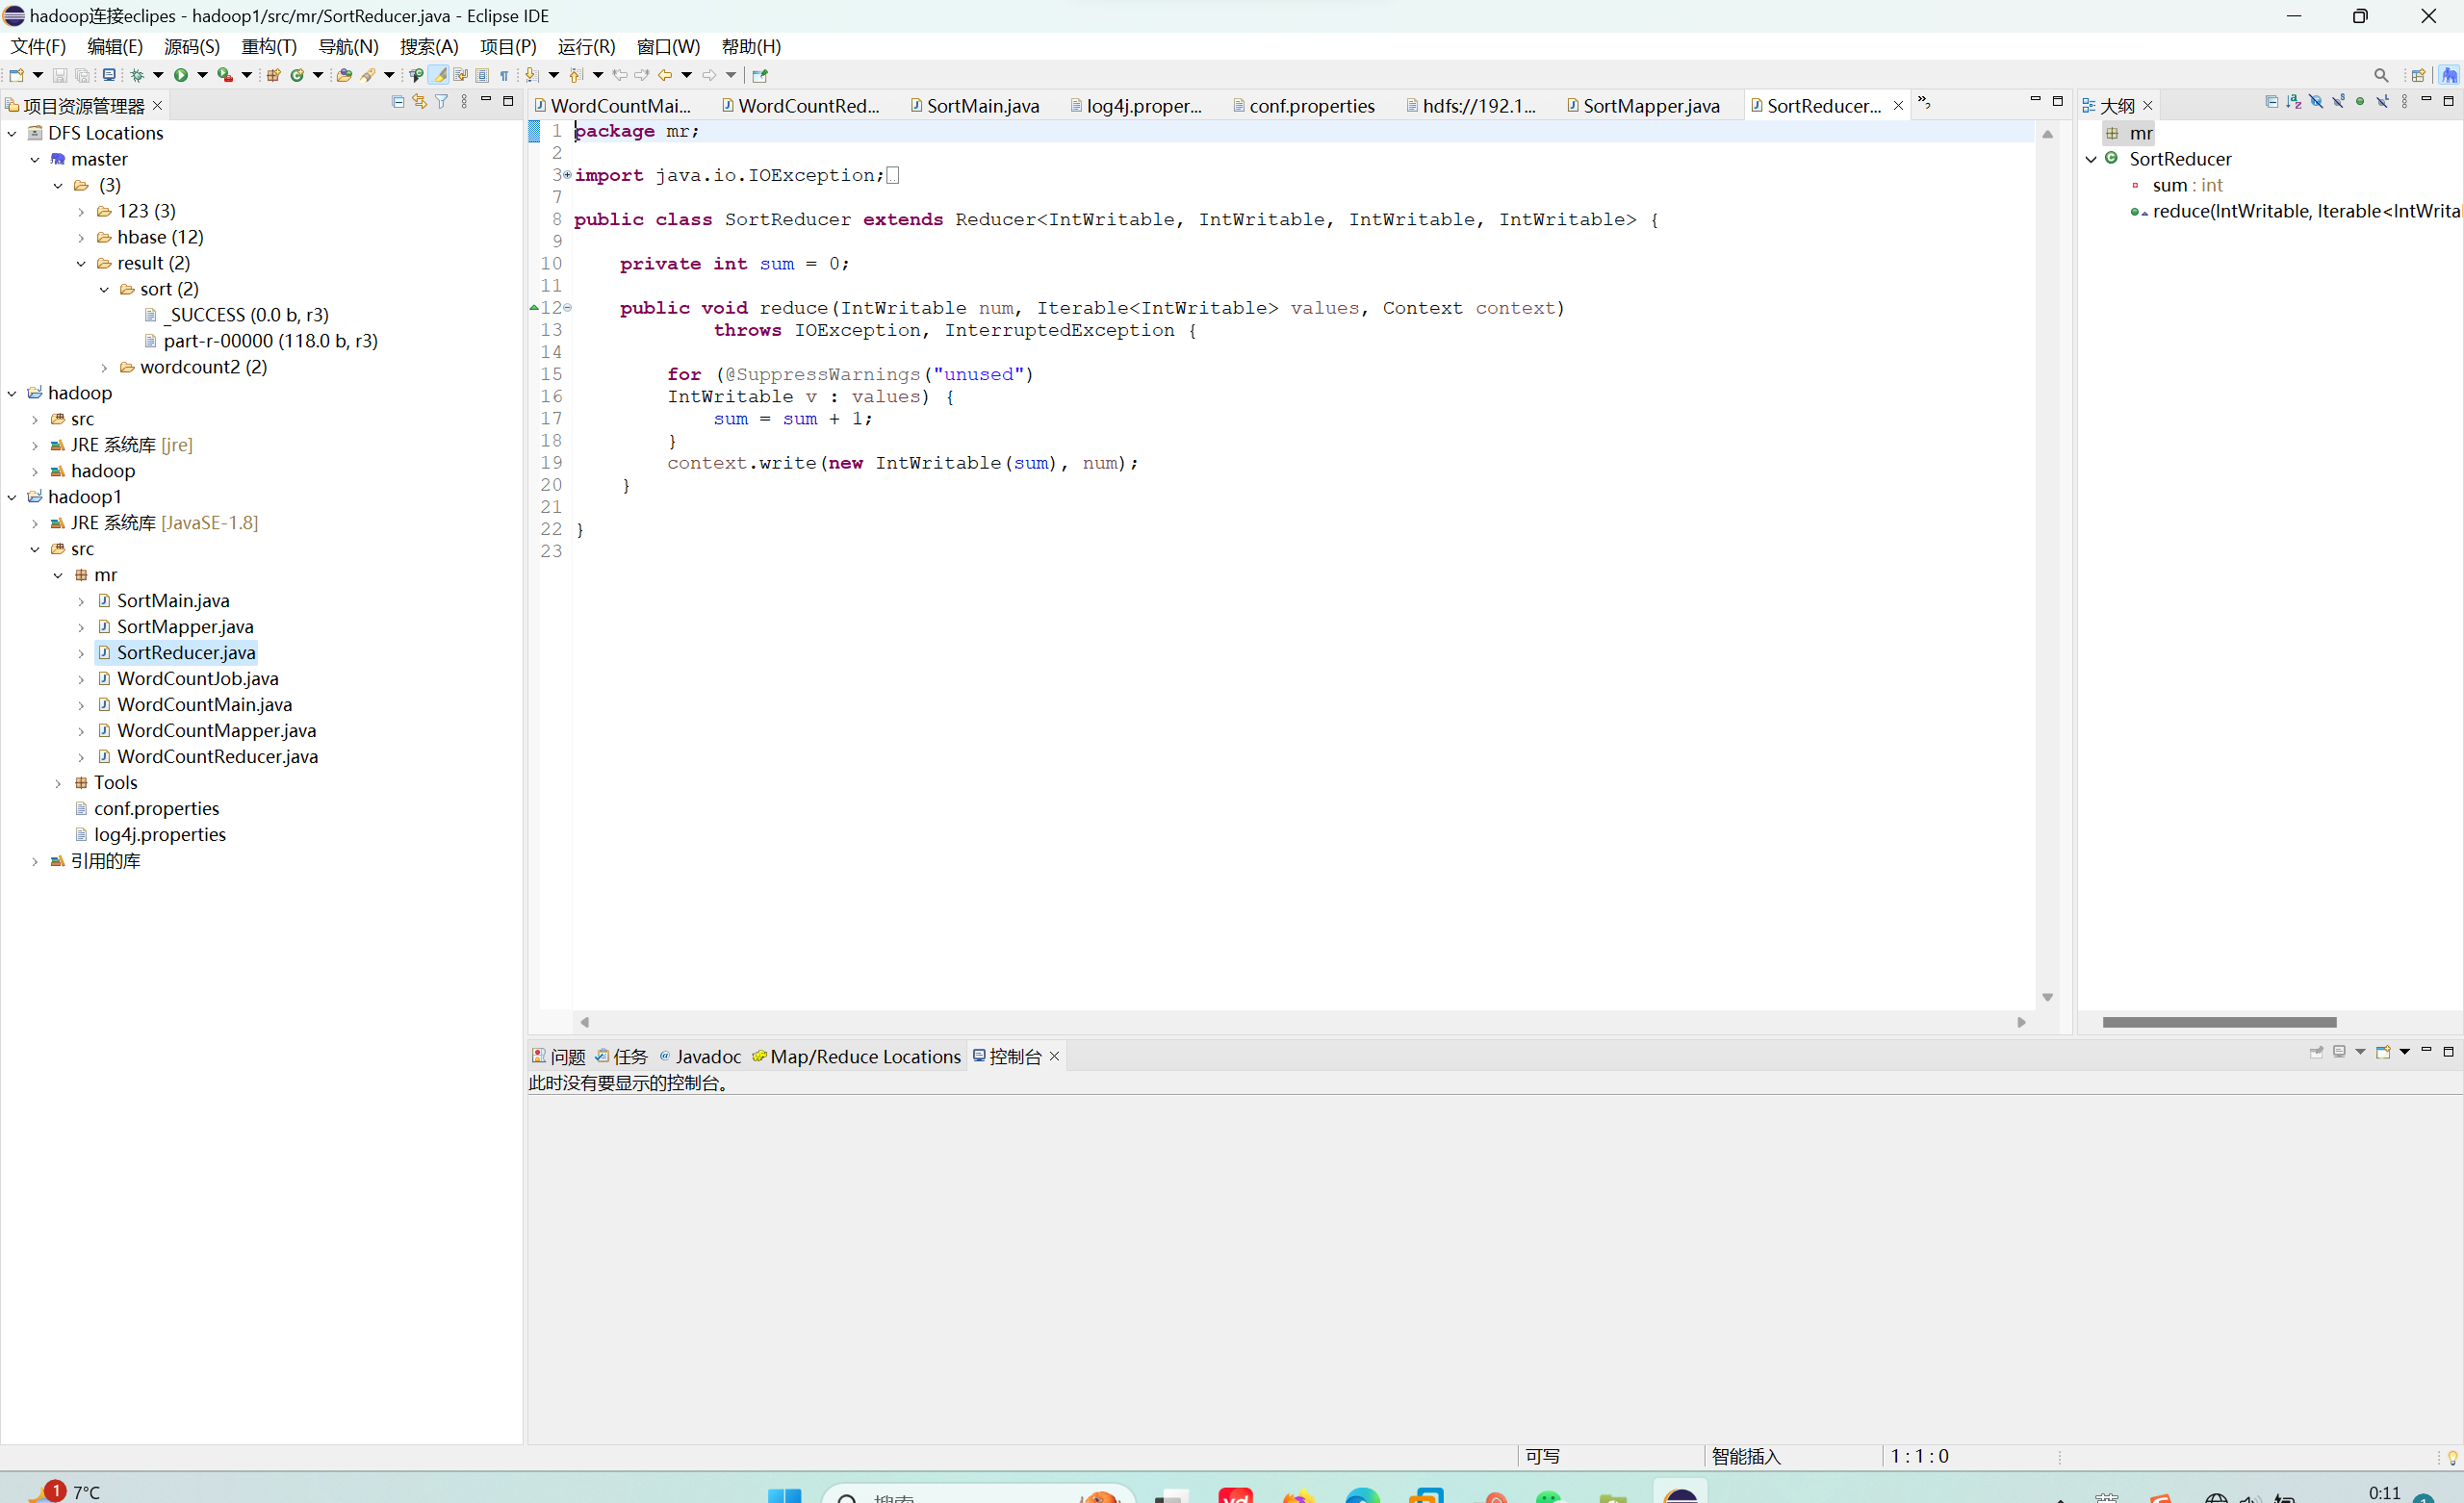 hadoop连接eclipes - hadoop1/src/mr/SortReducer.java - Eclipse IDE
文件(F) 编辑(E) 源码(S) 重构(T) 导航(N) 搜索(A) 项目(P) 运行(R) 窗口(W) 帮助(H)
项目资源管理器
DFS Locations
master
(3)
123 (3)
hbase (12)
result (2)
sort (2)
_SUCCESS (0.0 b, r3)
part-r-00000 (118.0 b, r3)
wordcount2 (2)
hadoop
src
JRE 系统库 [jre]
hadoop
hadoop1
JRE 系统库 [JavaSE-1.8]
src
mr
SortMain.java
SortMapper.java
SortReducer.java
WordCountJob.java
WordCountMain.java
WordCountMapper.java
WordCountReducer.java
Tools
conf.properties
log4j.properties
引用的库
WordCountMai... WordCountRed... SortMain.java log4j.proper... conf.properties hdfs://192.1... SortMapper.java SortReducer...
1 package mr;
2
3 import java.io.IOException;
7
8 public class SortReducer extends Reducer<IntWritable, IntWritable, IntWritable, IntWritable> {
9
10 private int sum = 0;
11
12 public void reduce(IntWritable num, Iterable<IntWritable> values, Context context)
13 throws IOException, InterruptedException {
14
15 for (@SuppressWarnings("unused")
16 IntWritable v : values) {
17 sum = sum + 1;
18 }
19 context.write(new IntWritable(sum), num);
20 }
21
22 }
23
大纲
mr
SortReducer
sum : int
reduce(IntWritable, Iterable<IntWrita
问题 任务 @ Javadoc Map/Reduce Locations 控制台
此时没有要显示的控制台。
可写 智能插入 1 : 1 : 0
1 7°C
搜索
0:11